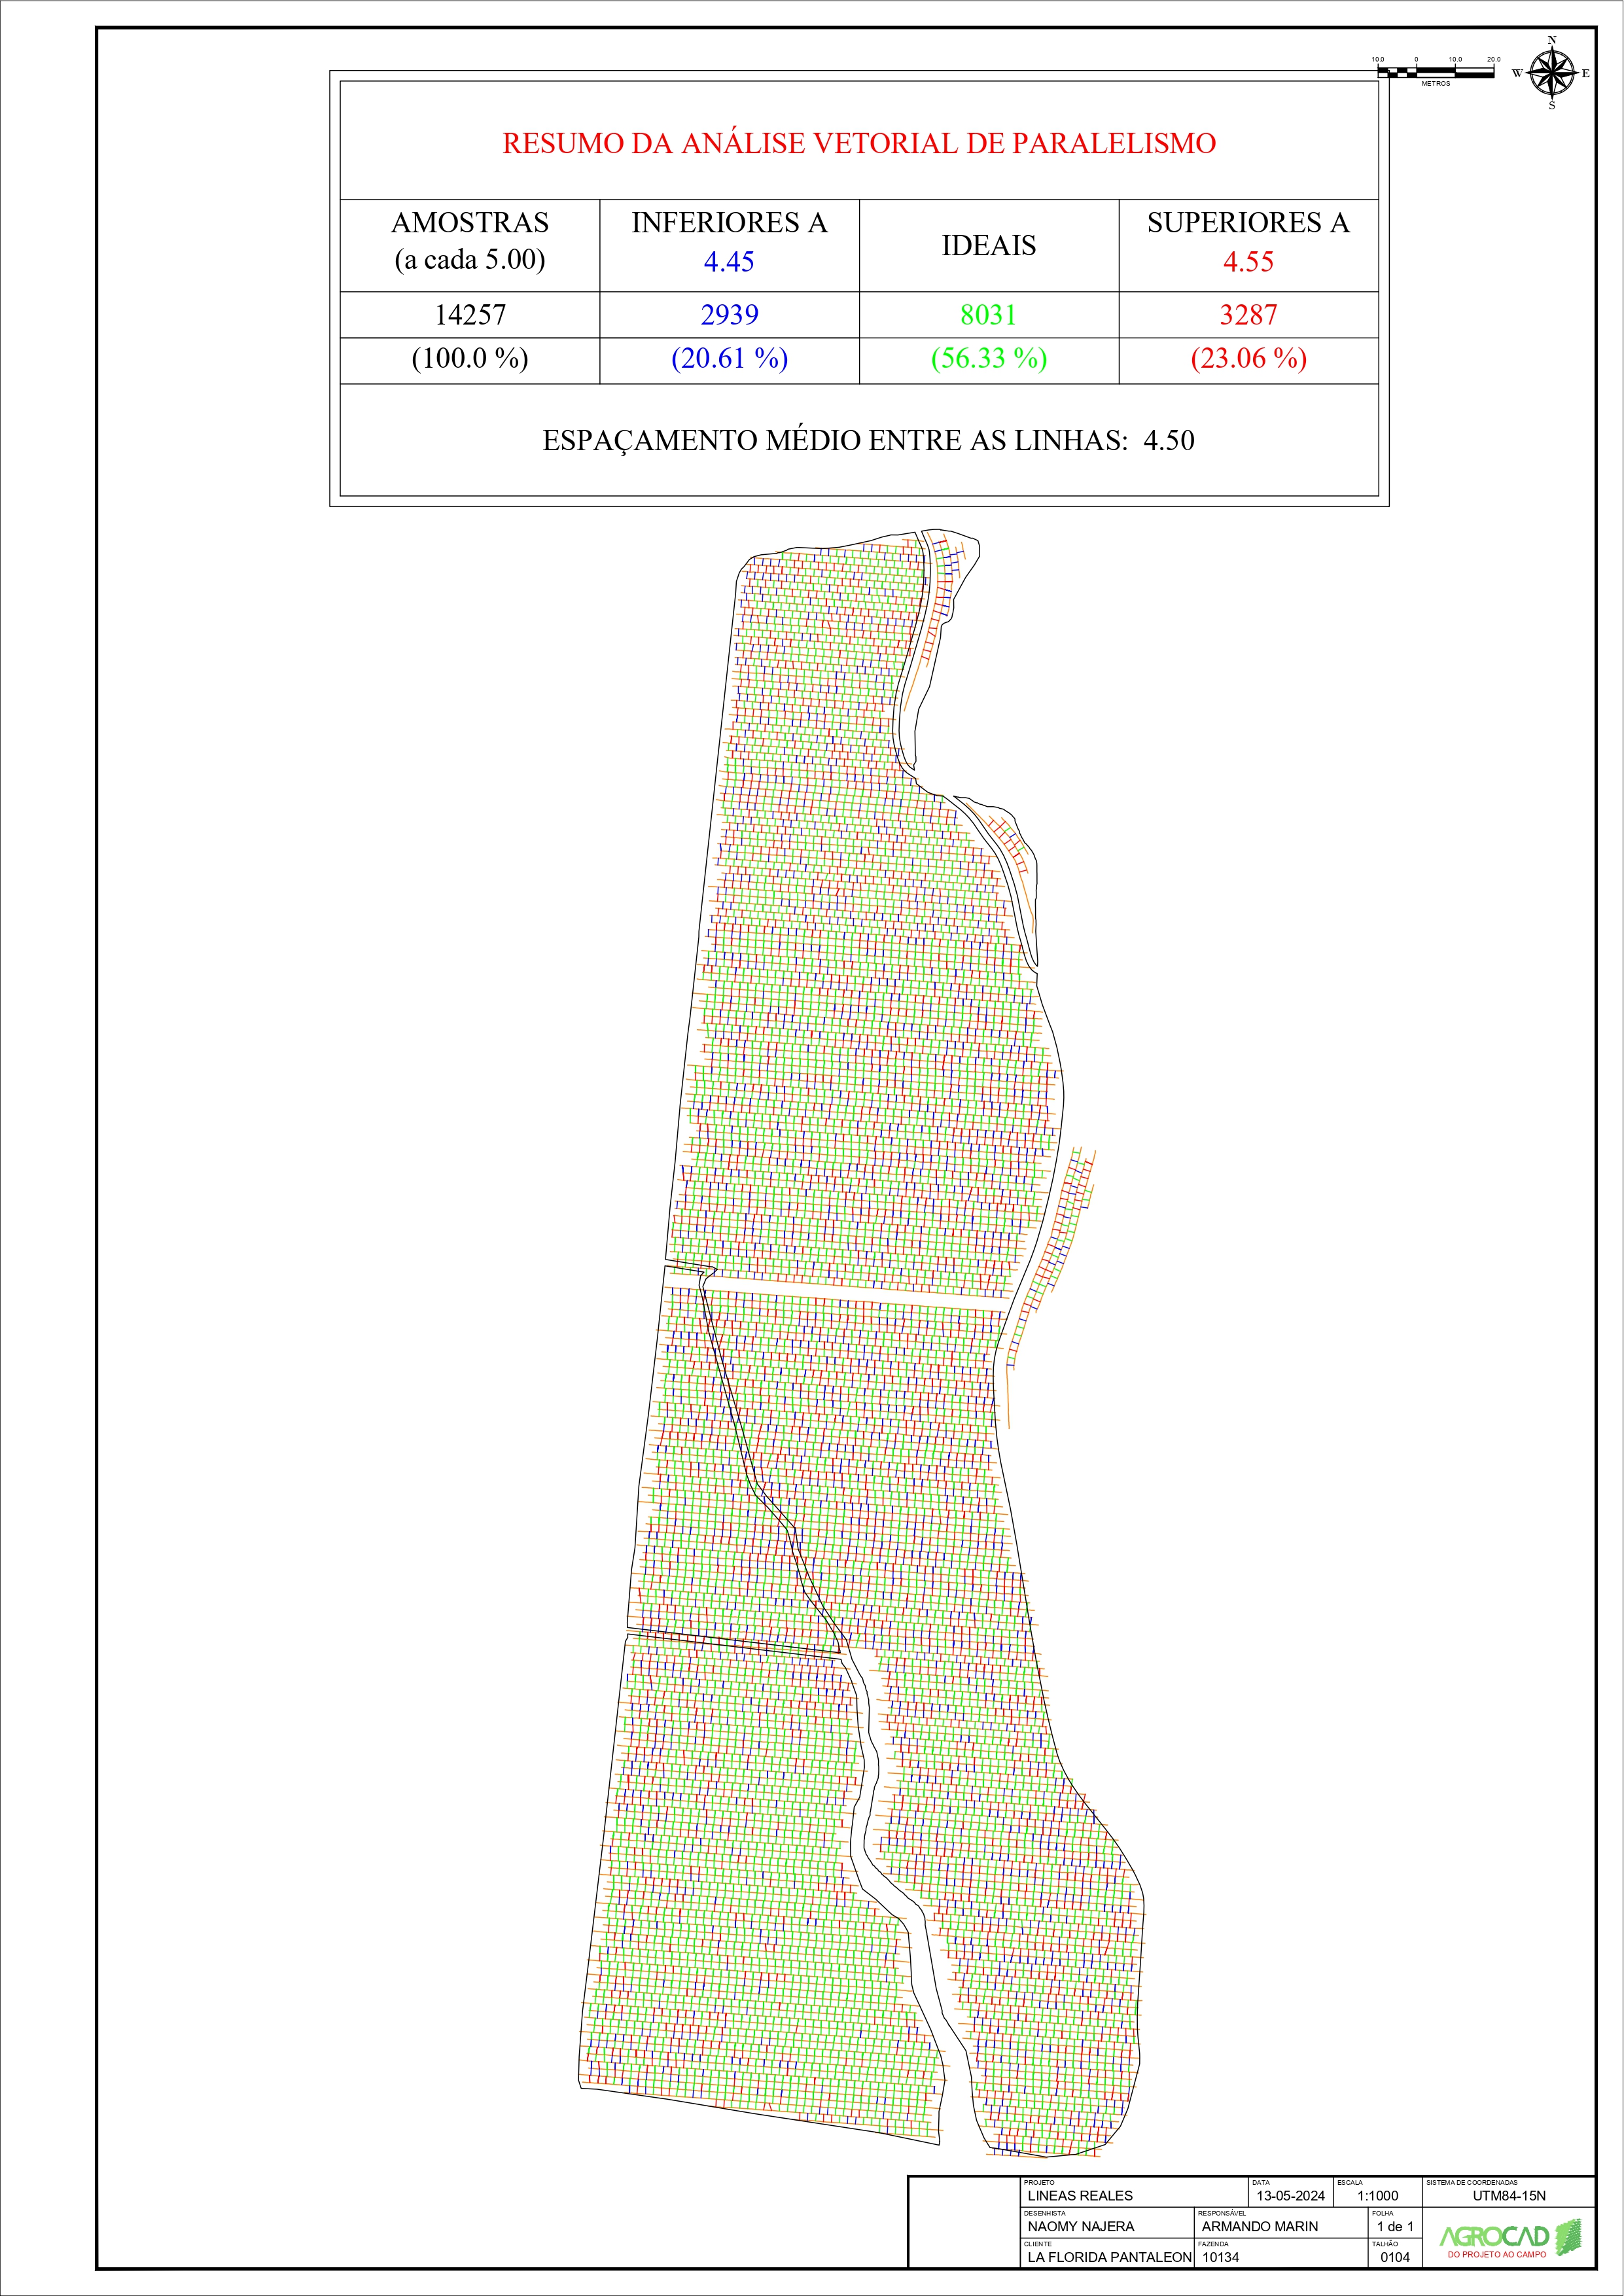 N
10.0 0 10.0 20.0
W E
METROS
S
RESUMO DA ANÁLISE VETORIAL DE PARALELISMO
AMOSTRAS
(a cada 5.00)
INFERIORES A
4.45
IDEAIS
SUPERIORES A
4.55
14257 2939 8031 3287
(100.0 %) (20.61 %) (56.33 %) (23.06 %)
ESPAÇAMENTO MÉDIO ENTRE AS LINHAS: 4.50
PROJETO DATA ESCALA SISTEMA DE COORDENADAS
LINEAS REALES 13-05-2024 1:1000 UTM84-15N
DESENHISTA RESPONSÁVEL FOLHA
NAOMY NAJERA ARMANDO MARIN 1 de 1
CLIENTE FAZENDA TALHÃO
LA FLORIDA PANTALEON 10134 0104
AGROCAD
DO PROJETO AO CAMPO